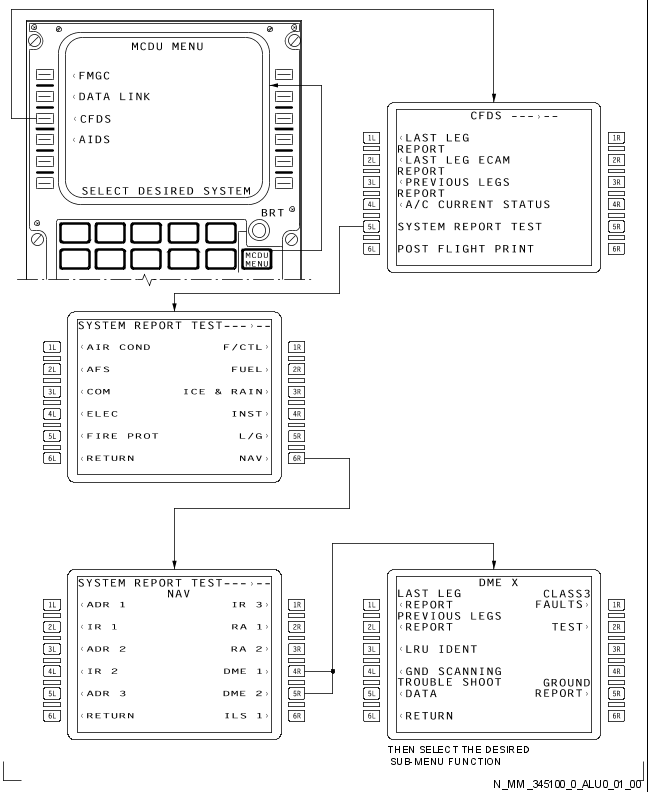 MCDU MENU
‹FMGC
‹DATA LINK
‹CFDS
‹AIDS
SELECT DESIRED SYSTEM
BRT
MCDU
MENU
CFDS ---›--
1L ‹LAST LEG 1R
REPORT
2L ‹LAST LEG ECAM 2R
REPORT
3L ‹PREVIOUS LEGS 3R
REPORT
4L ‹A/C CURRENT STATUS 4R
5L SYSTEM REPORT TEST 5R
6L POST FLIGHT PRINT 6R
SYSTEM REPORT TEST---›--
1L ‹AIR COND F/CTL› 1R
2L ‹AFS FUEL› 2R
3L ‹COM ICE & RAIN› 3R
4L ‹ELEC INST› 4R
5L ‹FIRE PROT L/G› 5R
6L ‹RETURN NAV› 6R
SYSTEM REPORT TEST---›--
NAV
1L ‹ADR 1 IR 3› 1R
2L ‹IR 1 RA 1› 2R
3L ‹ADR 2 RA 2› 3R
4L ‹IR 2 DME 1› 4R
5L ‹ADR 3 DME 2› 5R
6L ‹RETURN ILS 1› 6R
DME X
LAST LEG CLASS3
1L ‹REPORT FAULTS› 1R
PREVIOUS LEGS
2L ‹REPORT TEST› 2R
3L ‹LRU IDENT 3R
4L ‹GND SCANNING 4R
TROUBLE SHOOT GROUND
5L ‹DATA REPORT› 5R
6L ‹RETURN 6R
THEN SELECT THE DESIRED
SUB-MENU FUNCTION
N_MM_345100_0_ALU0_01_00